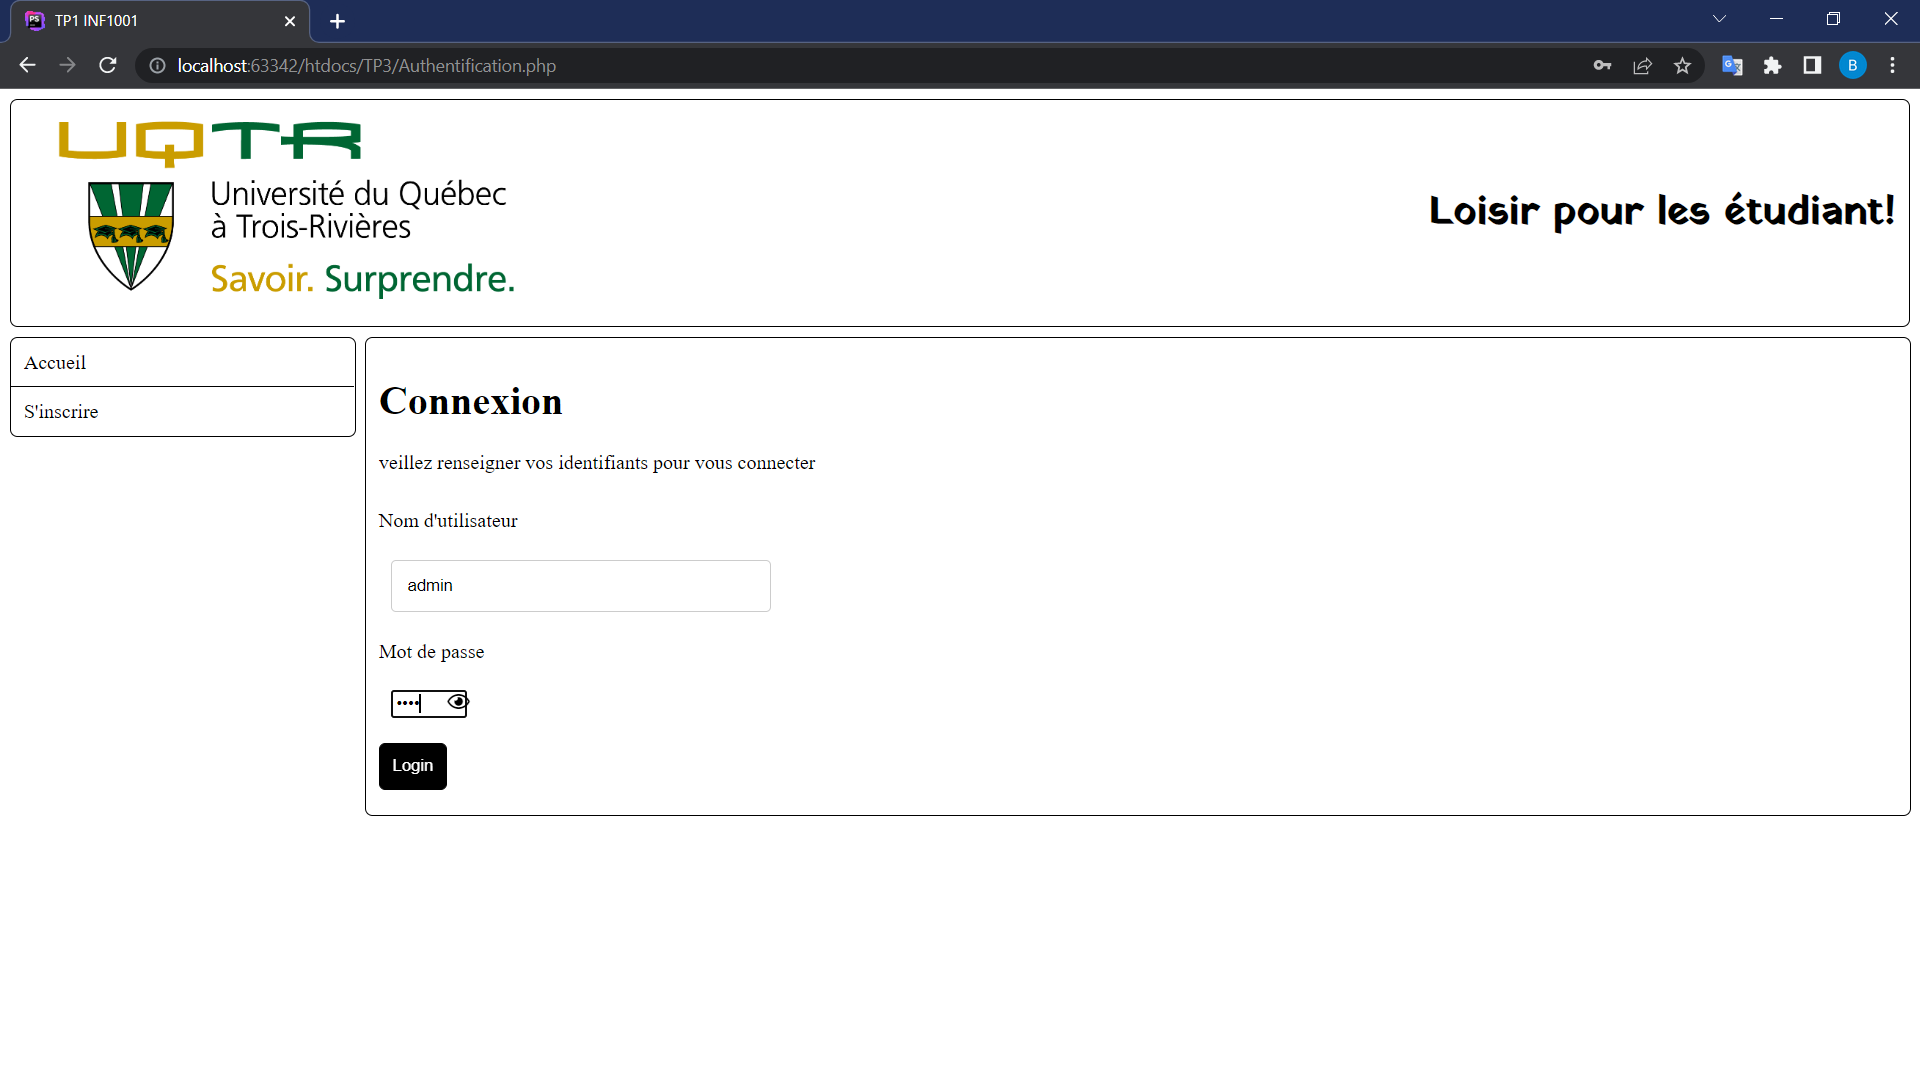 TP1 INF1001
localhost:63342/htdocs/TP3/Authentification.php
B
UQTR
Université du Québec
à Trois-Rivières
Savoir. Surprendre.
Loisir pour les étudiant!
Accueil
S'inscrire
Connexion
veillez renseigner vos identifiants pour vous connecter
Nom d'utilisateur
admin
Mot de passe
••••
Login